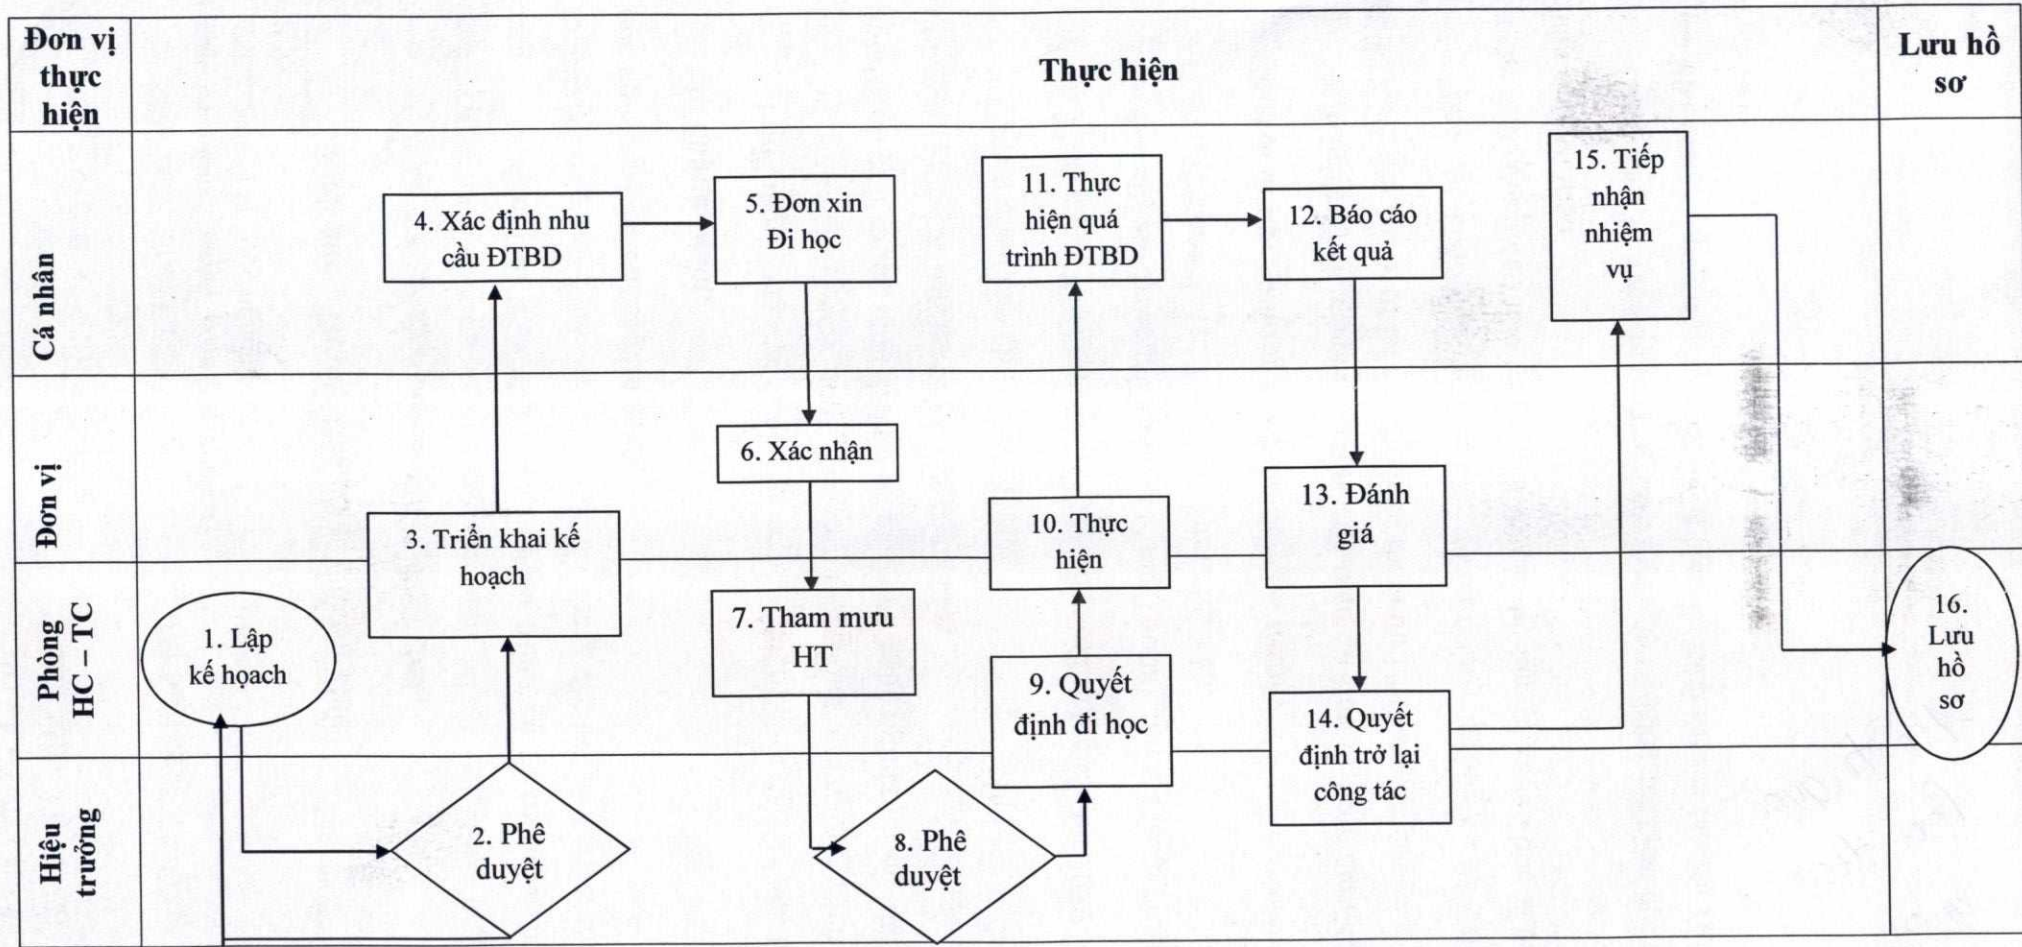 Đơn vị
thực
hiện
Thực hiện
Lưu hồ
sơ
Cá nhân
4. Xác định nhu
cầu ĐTBD
5. Đơn xin
Đi học
11. Thực
hiện quá
trình ĐTBD
12. Báo cáo
kết quả
15. Tiếp
nhận
nhiệm
vụ
Đơn vị
3. Triển khai kế
hoạch
6. Xác nhận
10. Thực
hiện
13. Đánh
giá
Phòng
HC – TC
1. Lập
kế hoạch
7. Tham mưu
HT
9. Quyết
định đi học
14. Quyết
định trở lại
công tác
16.
Lưu
hồ
sơ
Hiệu
trưởng
2. Phê
duyệt
8. Phê
duyệt